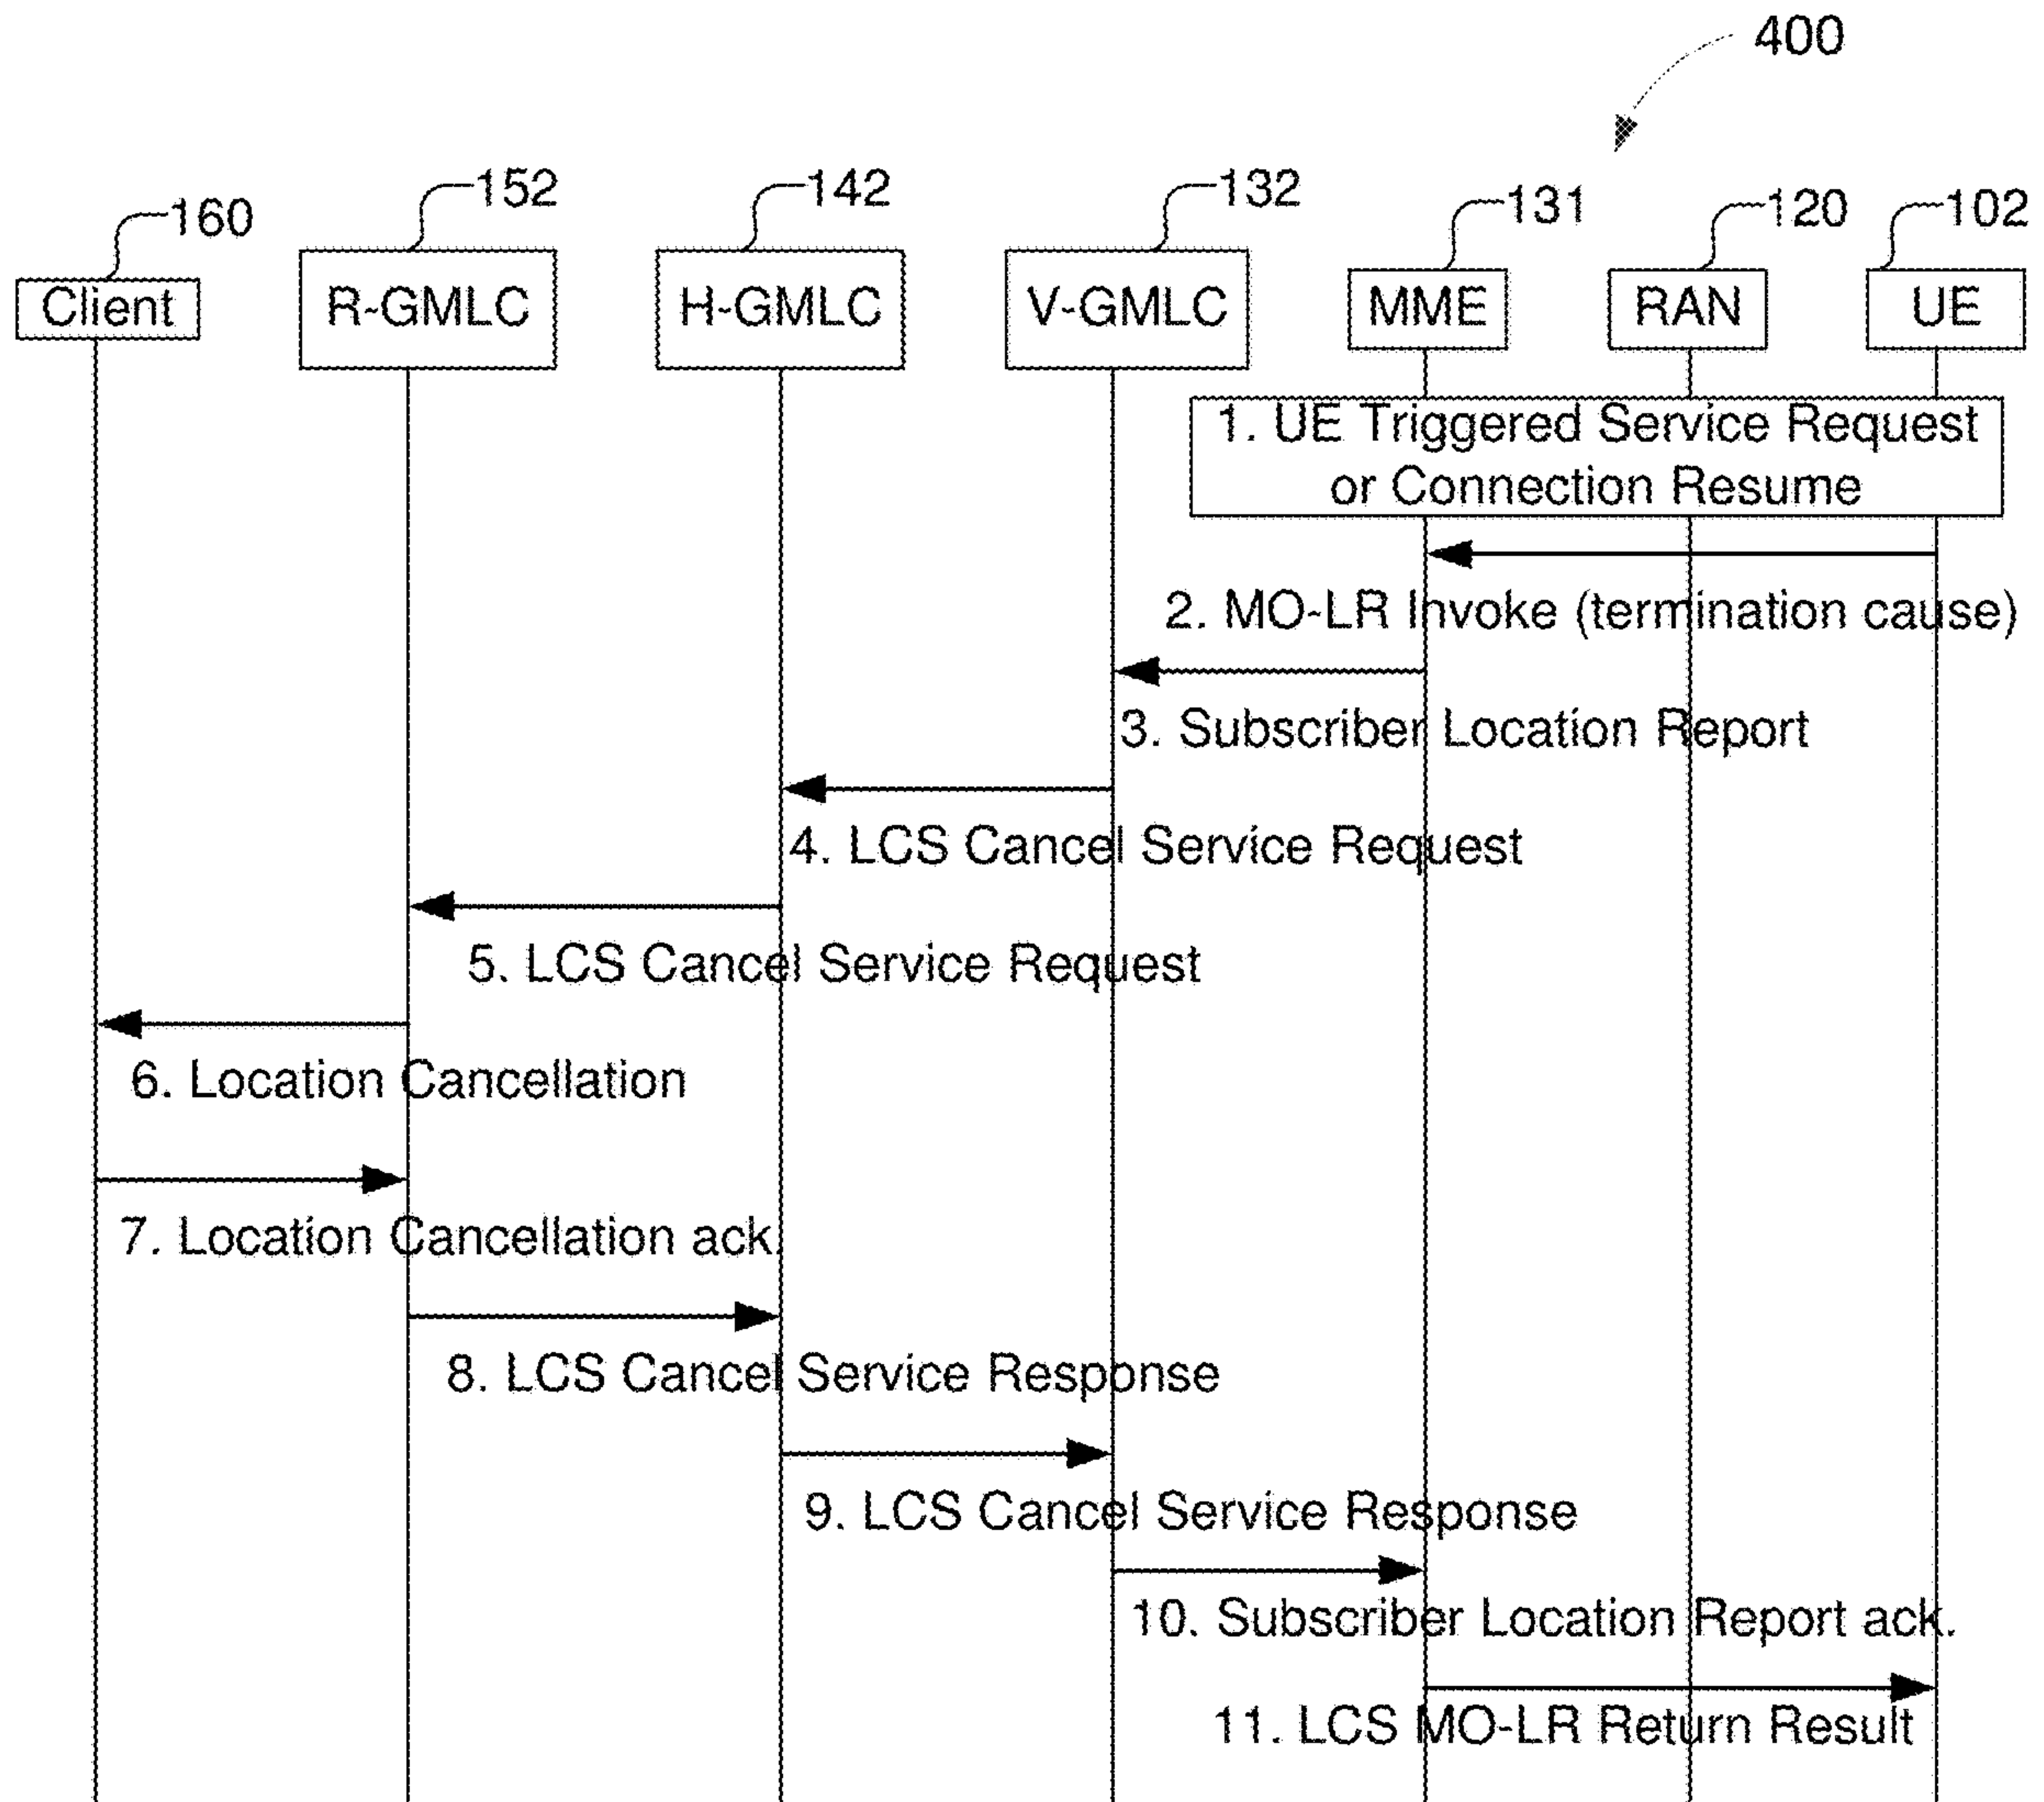 400
160
152
142
132
131
120
102
Client
R-GMLC
H-GMLC
V-GMLC
MME
RAN
UE
1. UE Triggered Service Request
or Connection Resume
2. MO-LR Invoke (termination cause)
3. Subscriber Location Report
4. LCS Cancel Service Request
5. LCS Cancel Service Request
6. Location Cancellation
7. Location Cancellation ack.
8. LCS Cancel Service Response
9. LCS Cancel Service Response
10. Subscriber Location Report ack.
11. LCS MO-LR Return Result